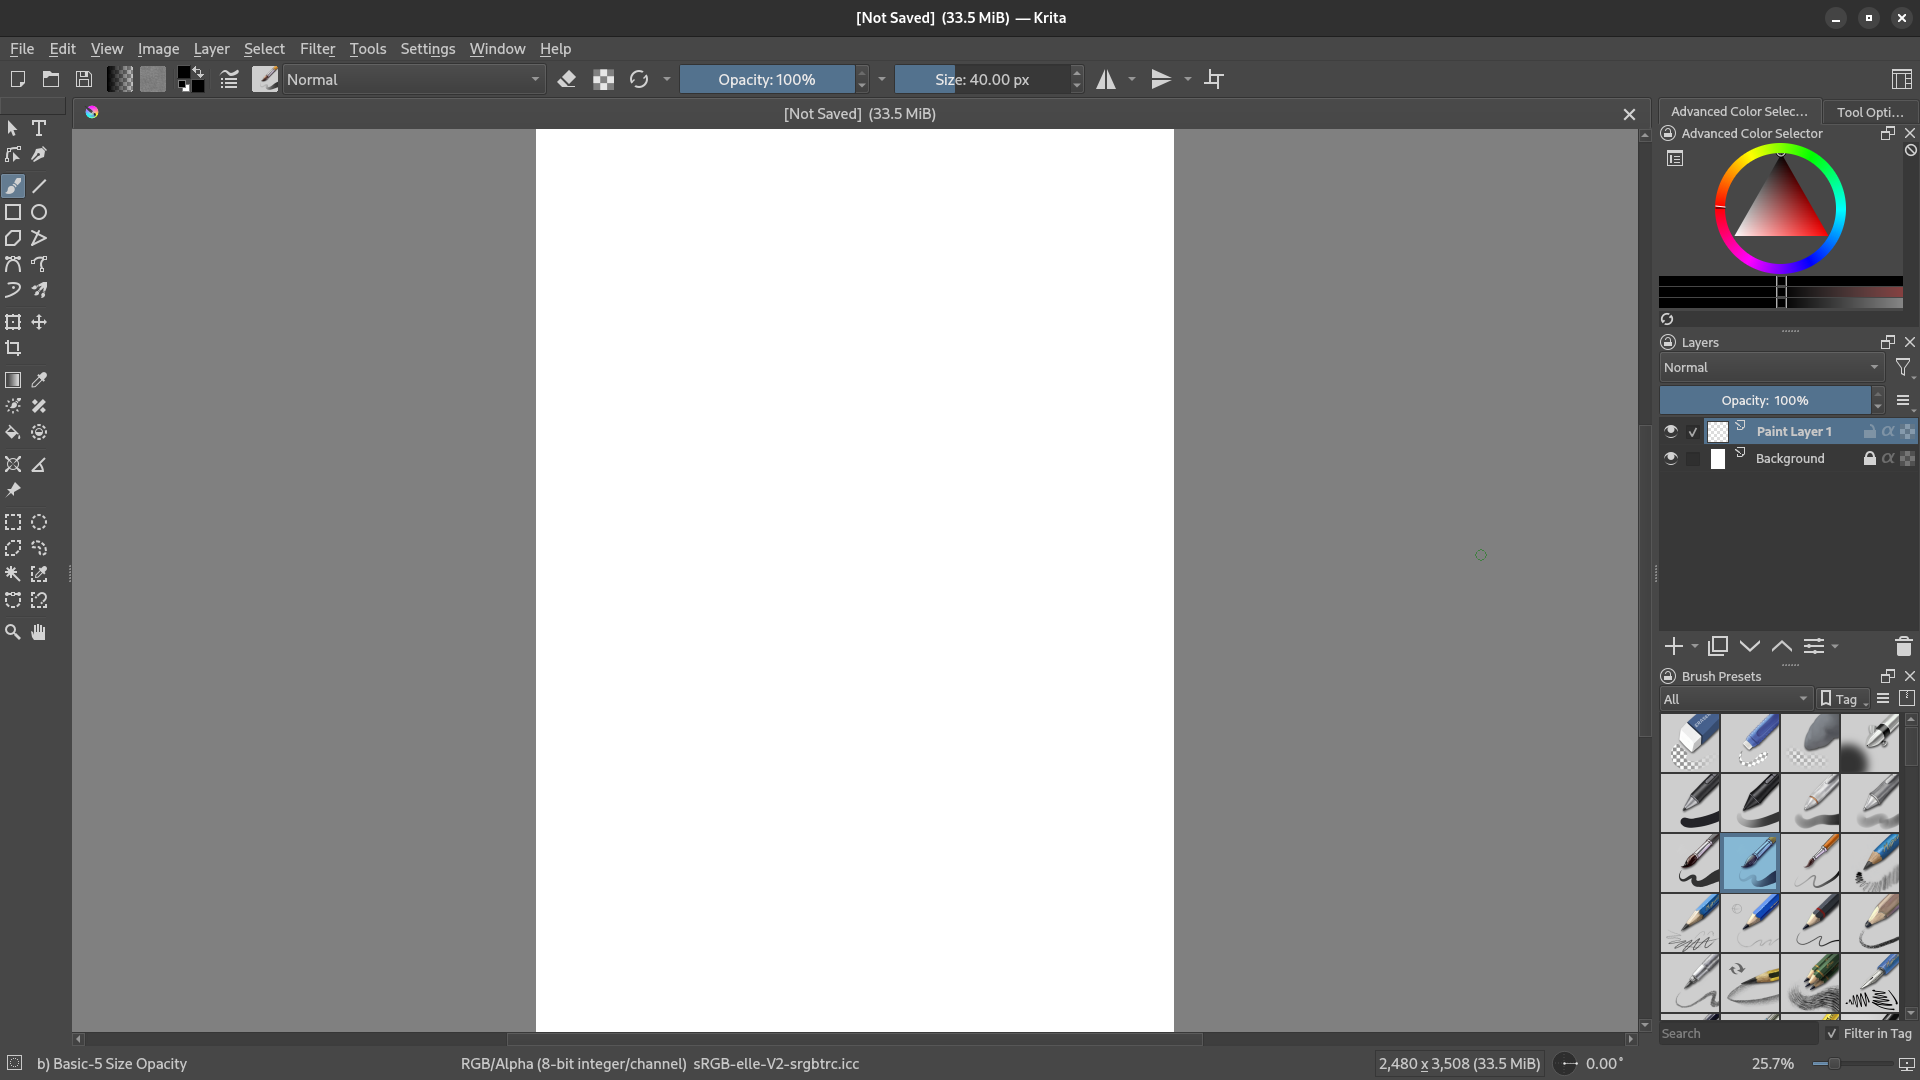 [Not Saved]  (33.5 MiB)  — Krita
File Edit View Image Layer Select Filter Tools Settings Window Help
Normal Opacity: 100% Size: 40.00 px
[Not Saved]  (33.5 MiB)
Advanced Color Selec... Tool Opti...
Advanced Color Selector
Layers
Normal
Opacity:  100%
Paint Layer 1
Background
Brush Presets
All Tag
Search Filter in Tag
b) Basic-5 Size Opacity RGB/Alpha (8-bit integer/channel)  sRGB-elle-V2-srgbtrc.icc 2,480 x 3,508 (33.5 MiB) 0.00° 25.7%